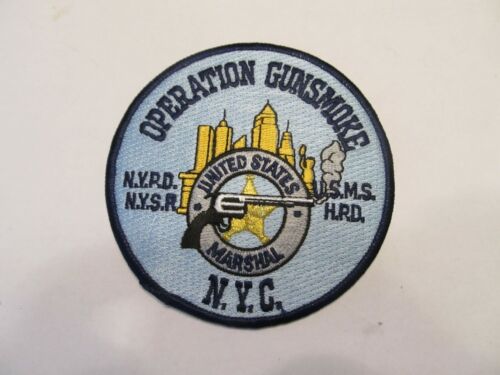 OPERATION GUNSMOKE
N.Y.P.D.
N.Y.S.P.
UNITED STATES
MARSHAL
U.S.M.S.
H.P.D.
N.Y.C.